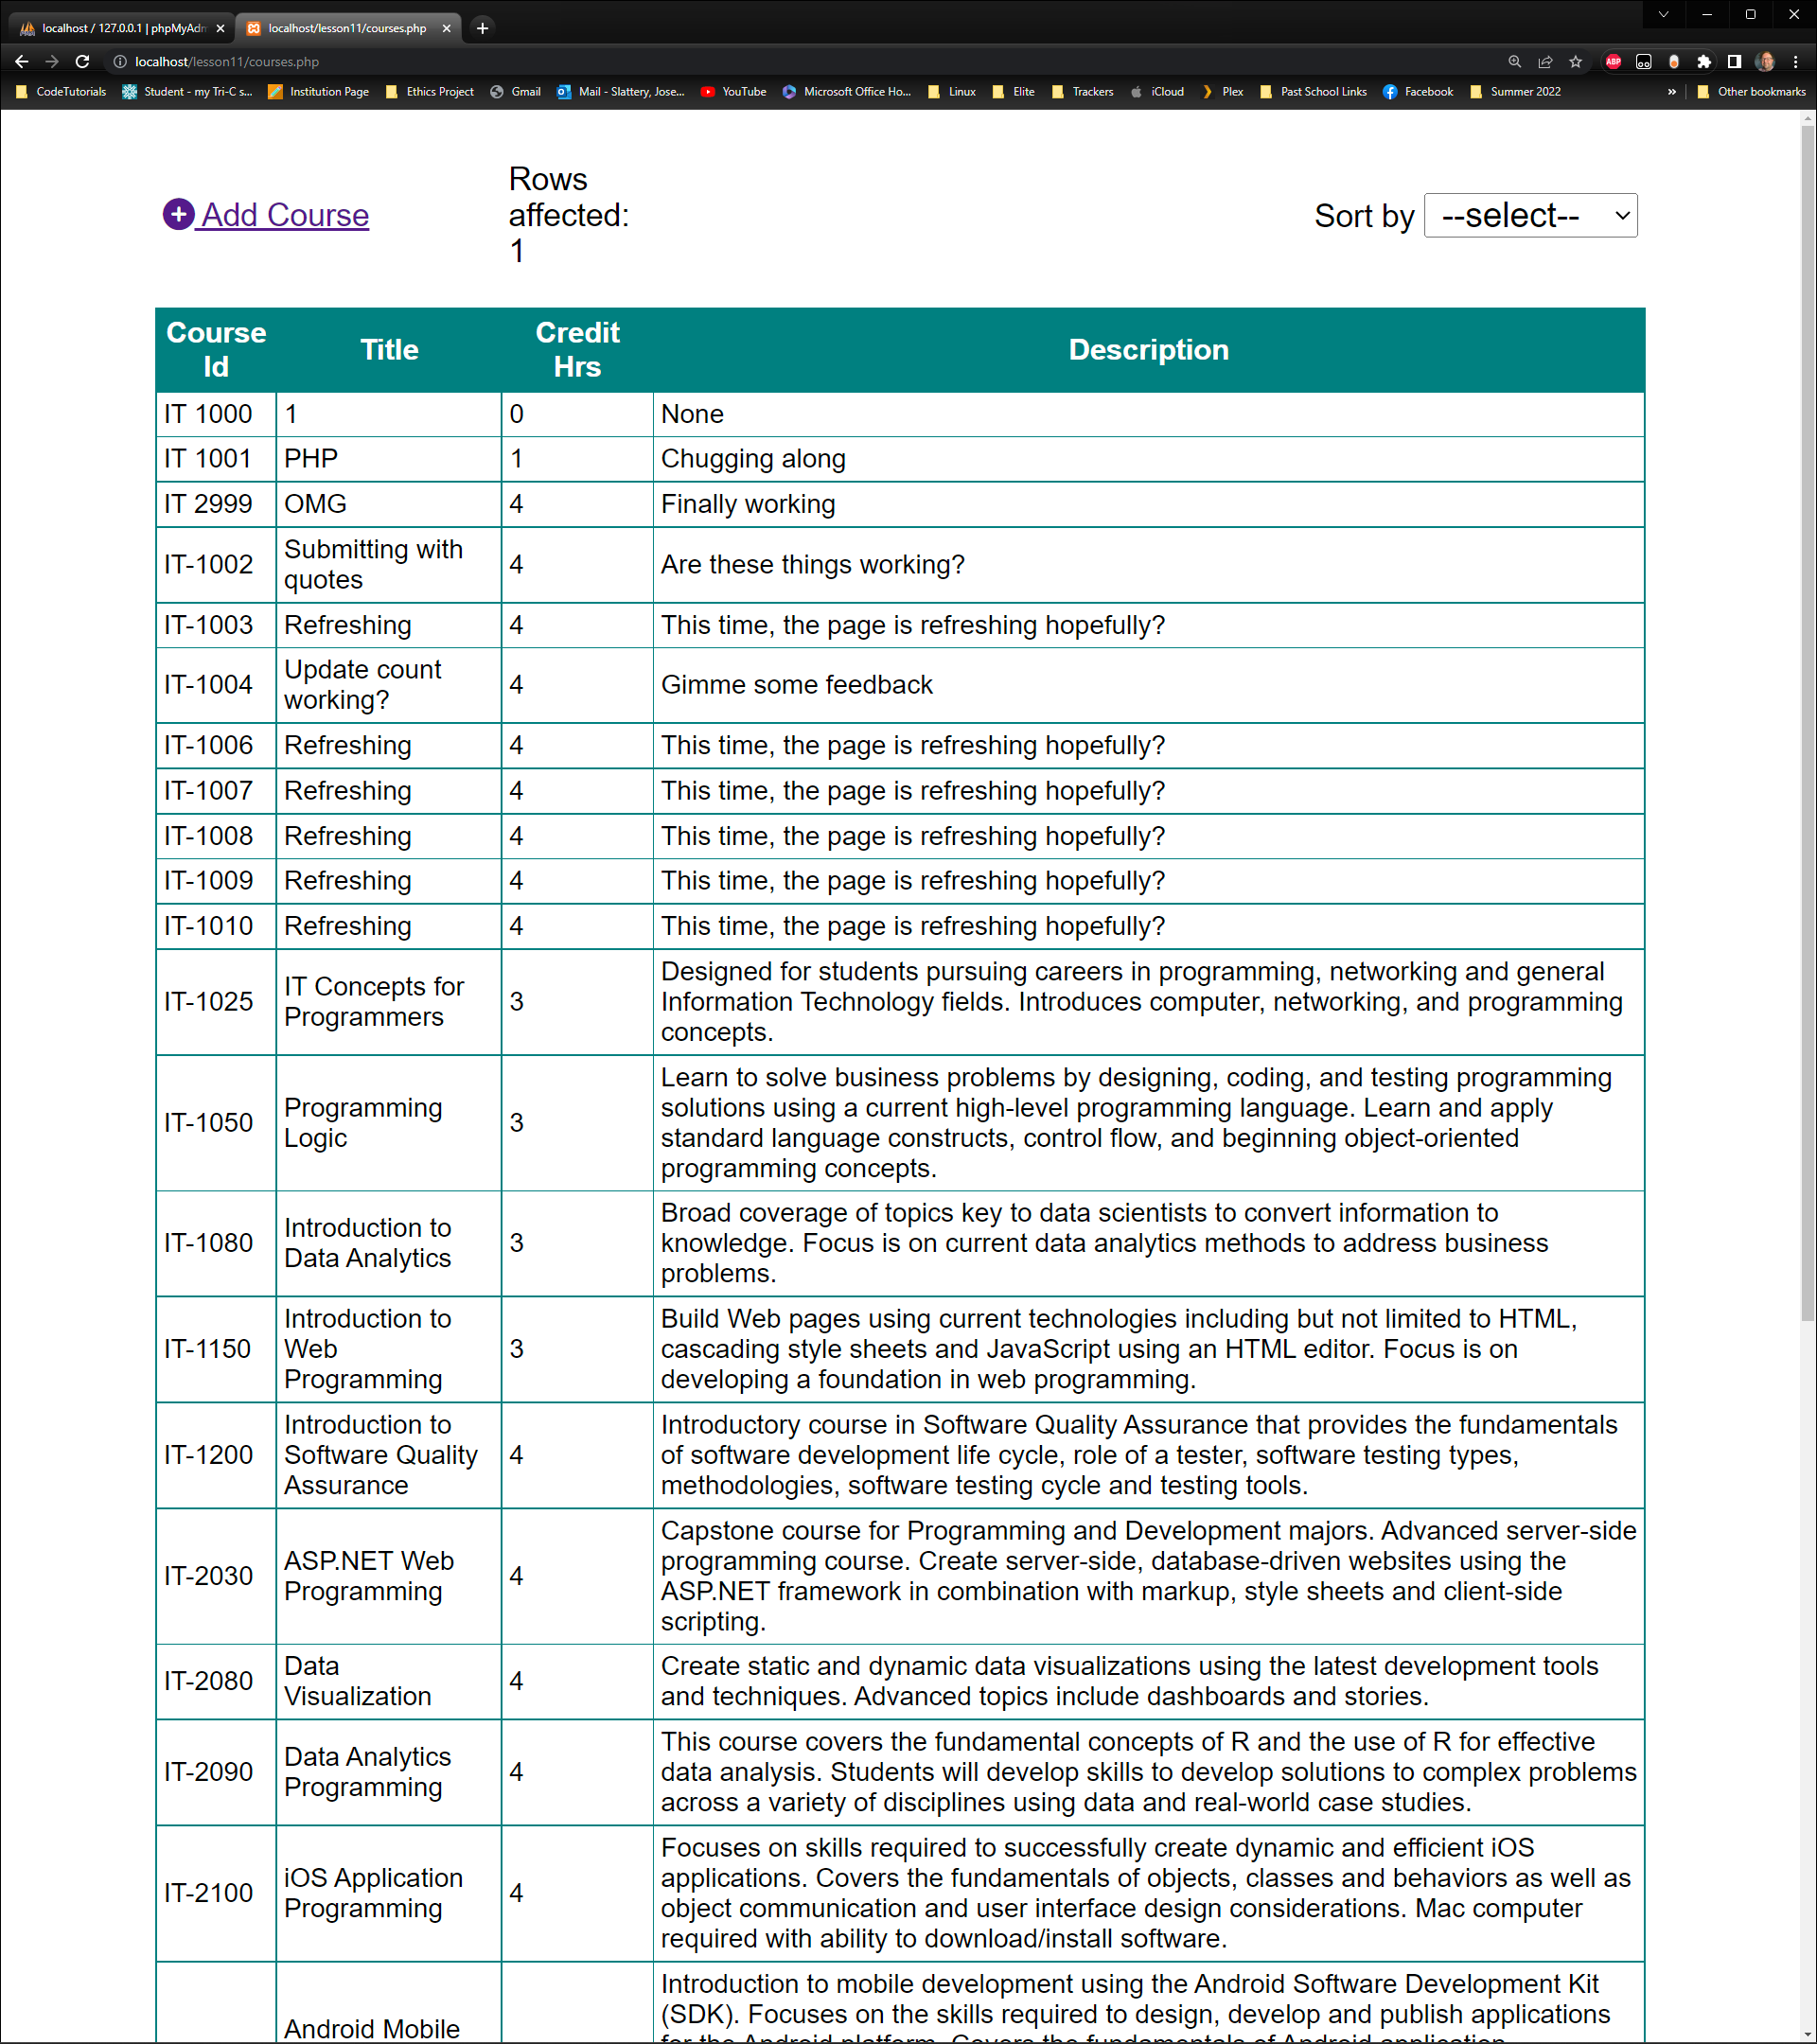 localhost / 127.0.0.1 | phpMyAdm
localhost/lesson11/courses.php
localhost/lesson11/courses.php
ABP
CodeTutorials
Student - my Tri-C s...
Institution Page
Ethics Project
Gmail
Mail - Slattery, Jose...
YouTube
Microsoft Office Ho...
Linux
Elite
Trackers
iCloud
Plex
Past School Links
Facebook
Summer 2022
»
Other bookmarks
Add Course
Rows
affected:
1
Sort by
--select--
Course
Id
Title
Credit
Hrs
Description
IT 1000
1
0
None
IT 1001
PHP
1
Chugging along
IT 2999
OMG
4
Finally working
IT-1002
Submitting with
quotes
4
Are these things working?
IT-1003
Refreshing
4
This time, the page is refreshing hopefully?
IT-1004
Update count
working?
4
Gimme some feedback
IT-1006
Refreshing
4
This time, the page is refreshing hopefully?
IT-1007
Refreshing
4
This time, the page is refreshing hopefully?
IT-1008
Refreshing
4
This time, the page is refreshing hopefully?
IT-1009
Refreshing
4
This time, the page is refreshing hopefully?
IT-1010
Refreshing
4
This time, the page is refreshing hopefully?
IT-1025
IT Concepts for
Programmers
3
Designed for students pursuing careers in programming, networking and general
Information Technology fields. Introduces computer, networking, and programming
concepts.
IT-1050
Programming
Logic
3
Learn to solve business problems by designing, coding, and testing programming
solutions using a current high-level programming language. Learn and apply
standard language constructs, control flow, and beginning object-oriented
programming concepts.
IT-1080
Introduction to
Data Analytics
3
Broad coverage of topics key to data scientists to convert information to
knowledge. Focus is on current data analytics methods to address business
problems.
IT-1150
Introduction to
Web
Programming
3
Build Web pages using current technologies including but not limited to HTML,
cascading style sheets and JavaScript using an HTML editor. Focus is on
developing a foundation in web programming.
IT-1200
Introduction to
Software Quality
Assurance
4
Introductory course in Software Quality Assurance that provides the fundamentals
of software development life cycle, role of a tester, software testing types,
methodologies, software testing cycle and testing tools.
IT-2030
ASP.NET Web
Programming
4
Capstone course for Programming and Development majors. Advanced server-side
programming course. Create server-side, database-driven websites using the
ASP.NET framework in combination with markup, style sheets and client-side
scripting.
IT-2080
Data
Visualization
4
Create static and dynamic data visualizations using the latest development tools
and techniques. Advanced topics include dashboards and stories.
IT-2090
Data Analytics
Programming
4
This course covers the fundamental concepts of R and the use of R for effective
data analysis. Students will develop skills to develop solutions to complex problems
across a variety of disciplines using data and real-world case studies.
IT-2100
iOS Application
Programming
4
Focuses on skills required to successfully create dynamic and efficient iOS
applications. Covers the fundamentals of objects, classes and behaviors as well as
object communication and user interface design considerations. Mac computer
required with ability to download/install software.
Android Mobile
Introduction to mobile development using the Android Software Development Kit
(SDK). Focuses on the skills required to design, develop and publish applications
for the Android platform. Covers the fundamentals of Android application